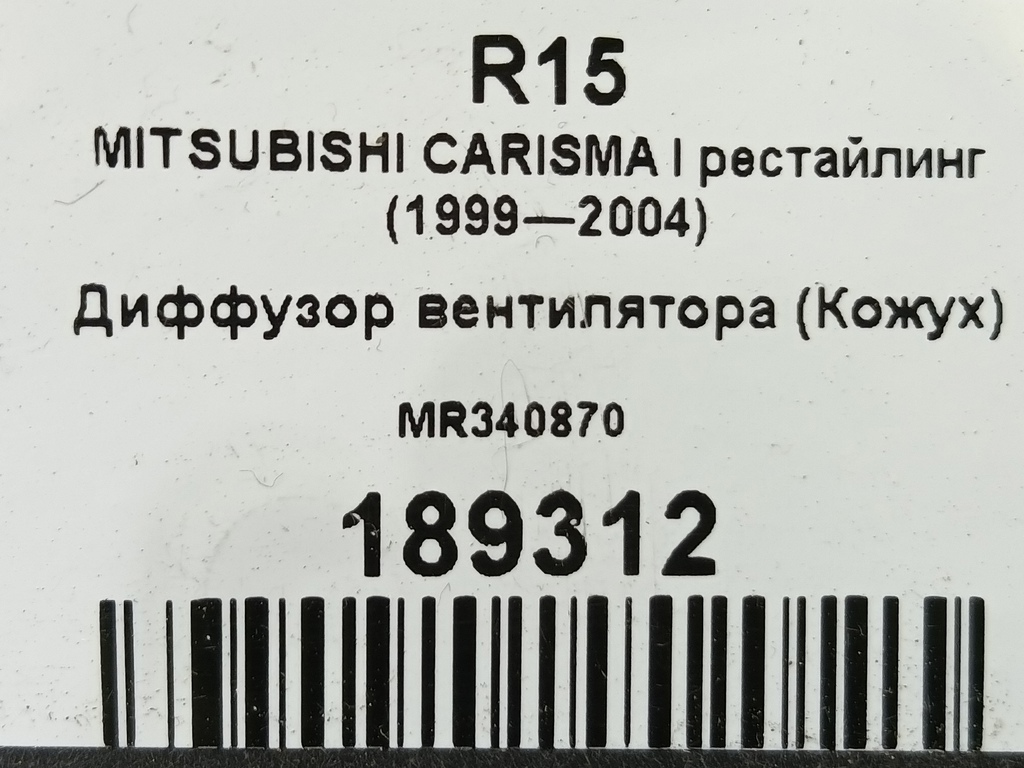 R15
MITSUBISHI CARISMA I рестайлинг
(1999—2004)
Диффузор вентилятора (Кожух)
MR340870
189312